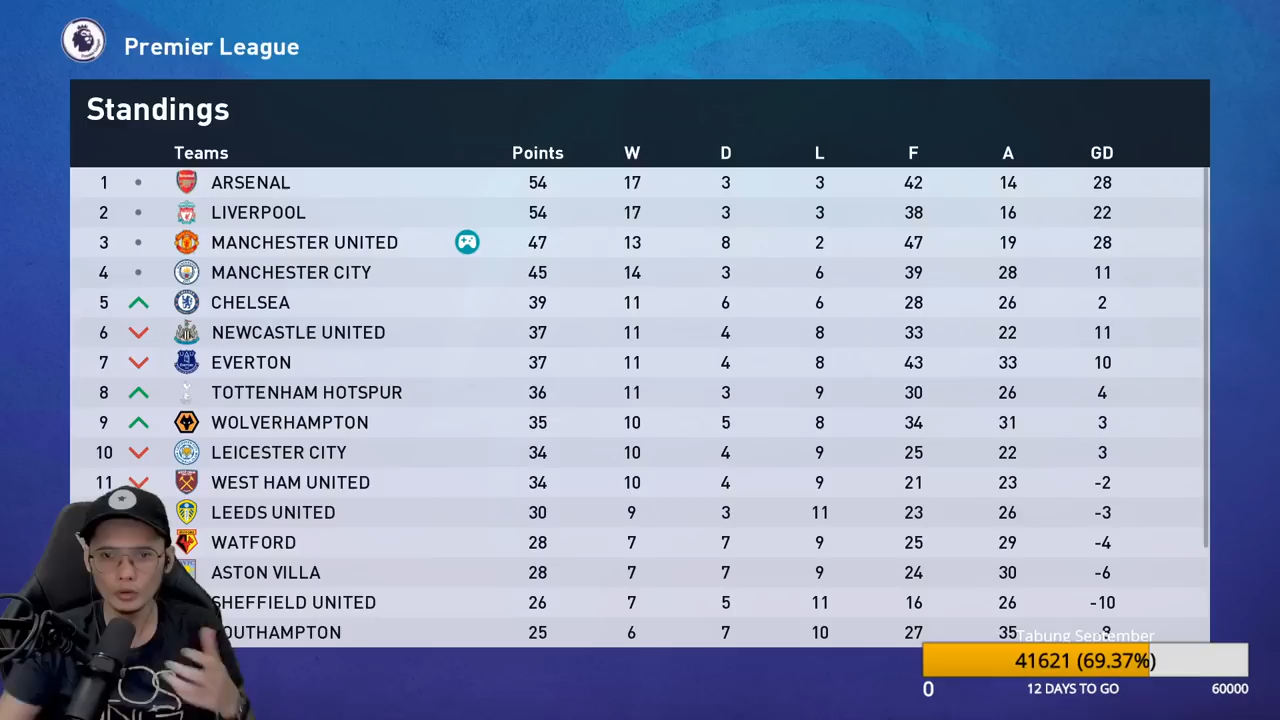 Premier League
Standings
Teams Points W D L F A GD
1 ARSENAL 54 17 3 3 42 14 28
2 LIVERPOOL 54 17 3 3 38 16 22
3 MANCHESTER UNITED 47 13 8 2 47 19 28
4 MANCHESTER CITY 45 14 3 6 39 28 11
5 CHELSEA 39 11 6 6 28 26 2
6 NEWCASTLE UNITED 37 11 4 8 33 22 11
7 EVERTON 37 11 4 8 43 33 10
8 TOTTENHAM HOTSPUR 36 11 3 9 30 26 4
9 WOLVERHAMPTON 35 10 5 8 34 31 3
10 LEICESTER CITY 34 10 4 9 25 22 3
11 WEST HAM UNITED 34 10 4 9 21 23 -2
LEEDS UNITED 30 9 3 11 23 26 -3
WATFORD 28 7 7 9 25 29 -4
ASTON VILLA 28 7 7 9 24 30 -6
SHEFFIELD UNITED 26 7 5 11 16 26 -10
OUTHAMPTON 25 6 7 10 27 35
Tabung September
41621 (69.37%)
0 12 DAYS TO GO 60000